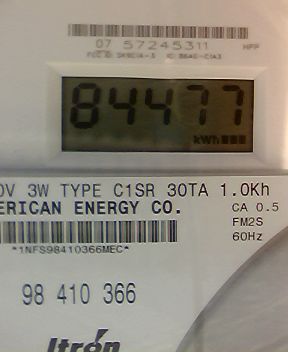 07 57245311
84477
kWh
0V 3W TYPE C1SR 30TA 1.0Kh
ERICAN ENERGY CO.
CA 0.5
FM2S
60Hz
*1NFS98410366MEC*
98 410 366
Itrón